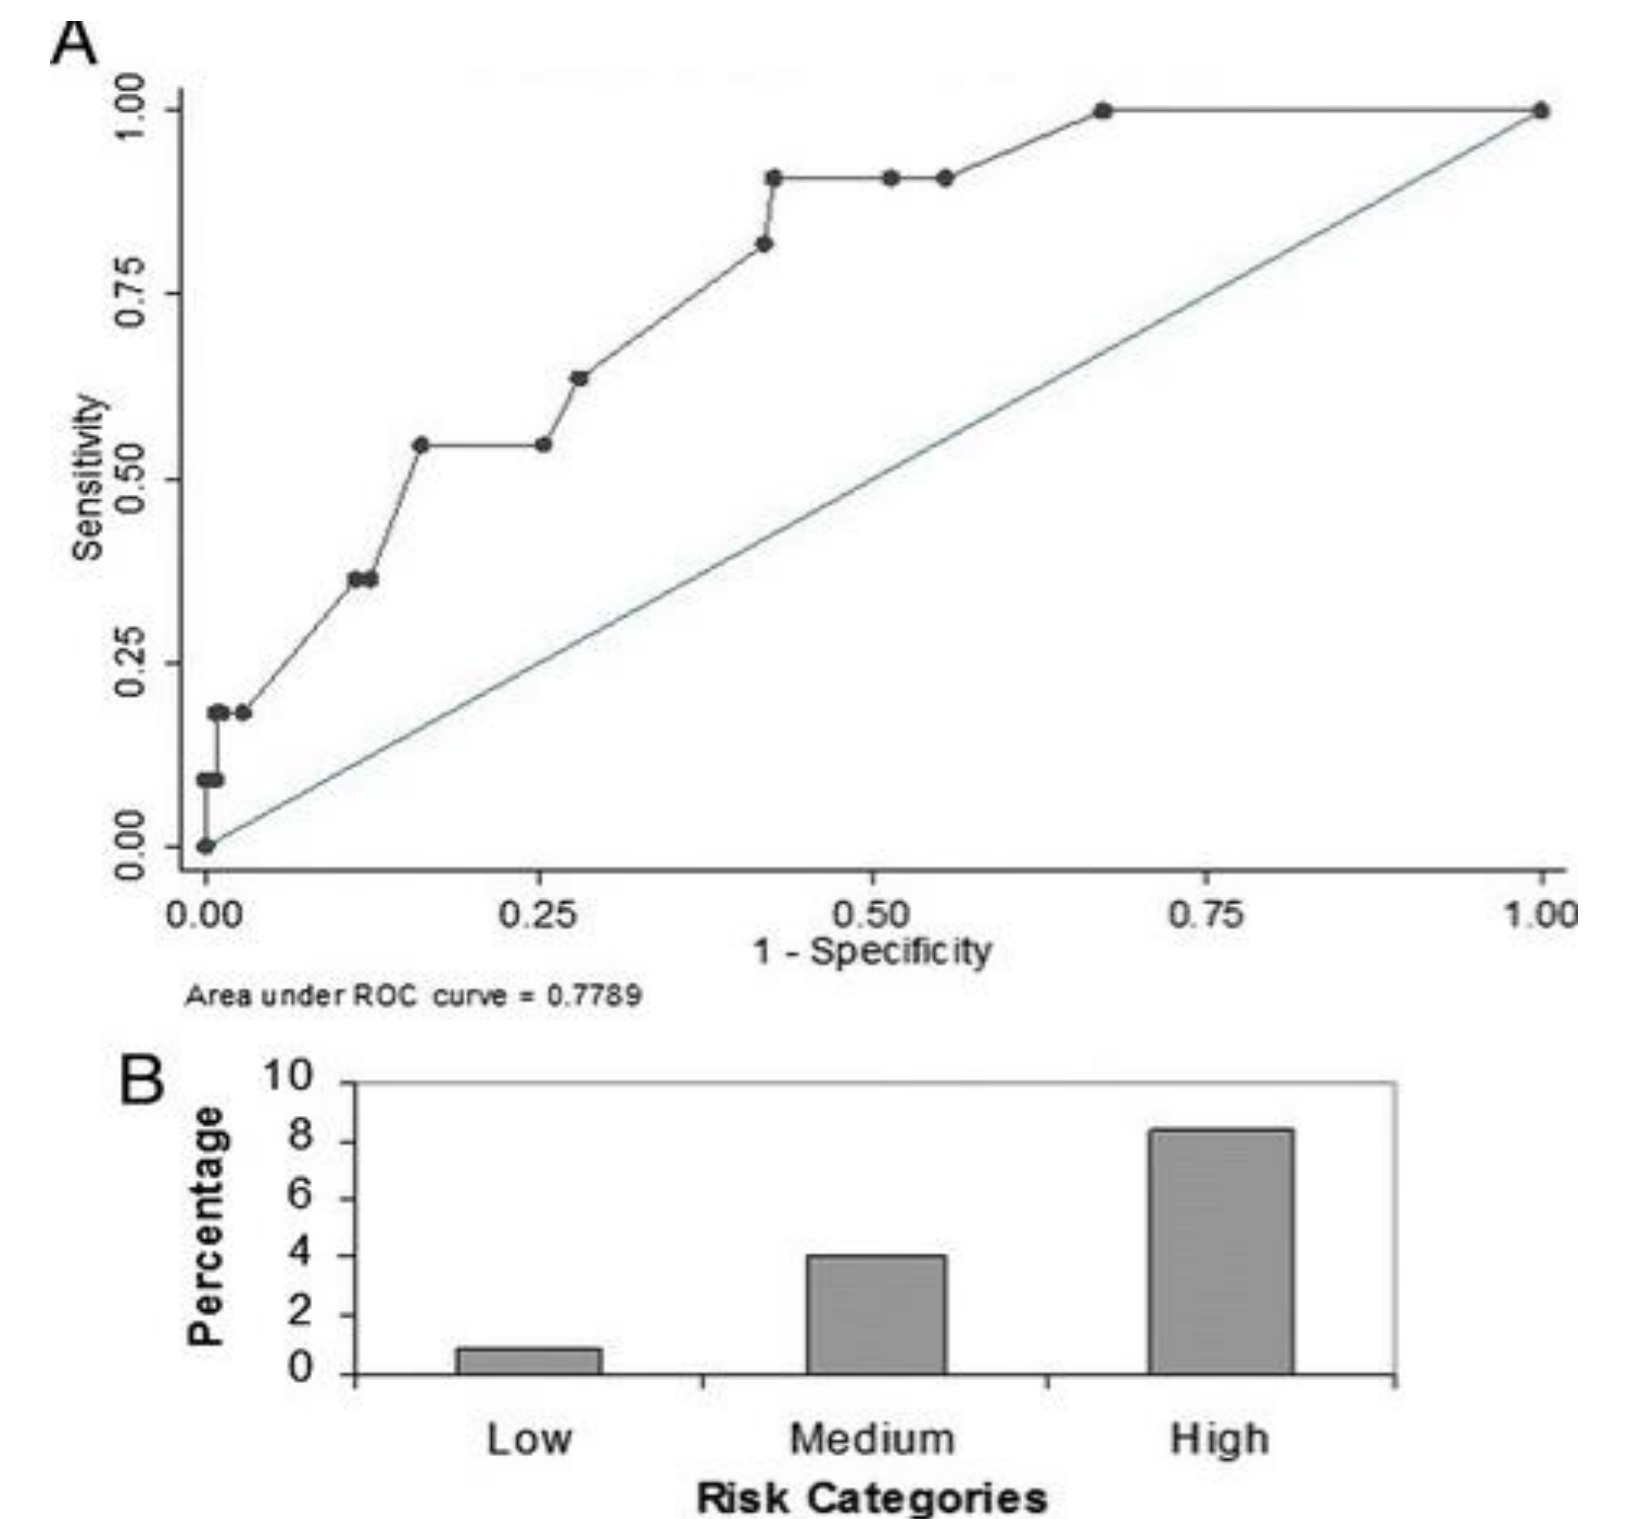 A
1.00
0.75
0.50
0.25
0.00
Sensitivity
0.00 0.25 0.50 0.75 1.00
1 - Specificity
Area under ROC curve = 0.7789
B
10
8
6
4
2
0
Percentage
Low Medium High
Risk Categories